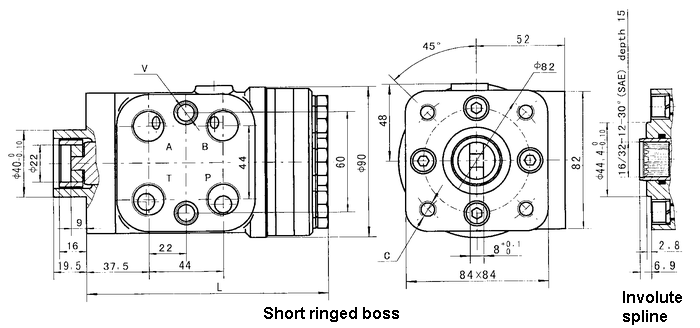 V
A
B
T
P
Φ40 0 -0.10
Φ22
9
16
19.5
22
37.5
44
L
44
60
Φ90
Short ringed boss
45°
52
Φ82
48
82
C
8 +0.1 0
84×84
16/32-12-30°(SAE), depth 15
Φ44.4 0 -0.10
2.8
6.9
Involute
spline